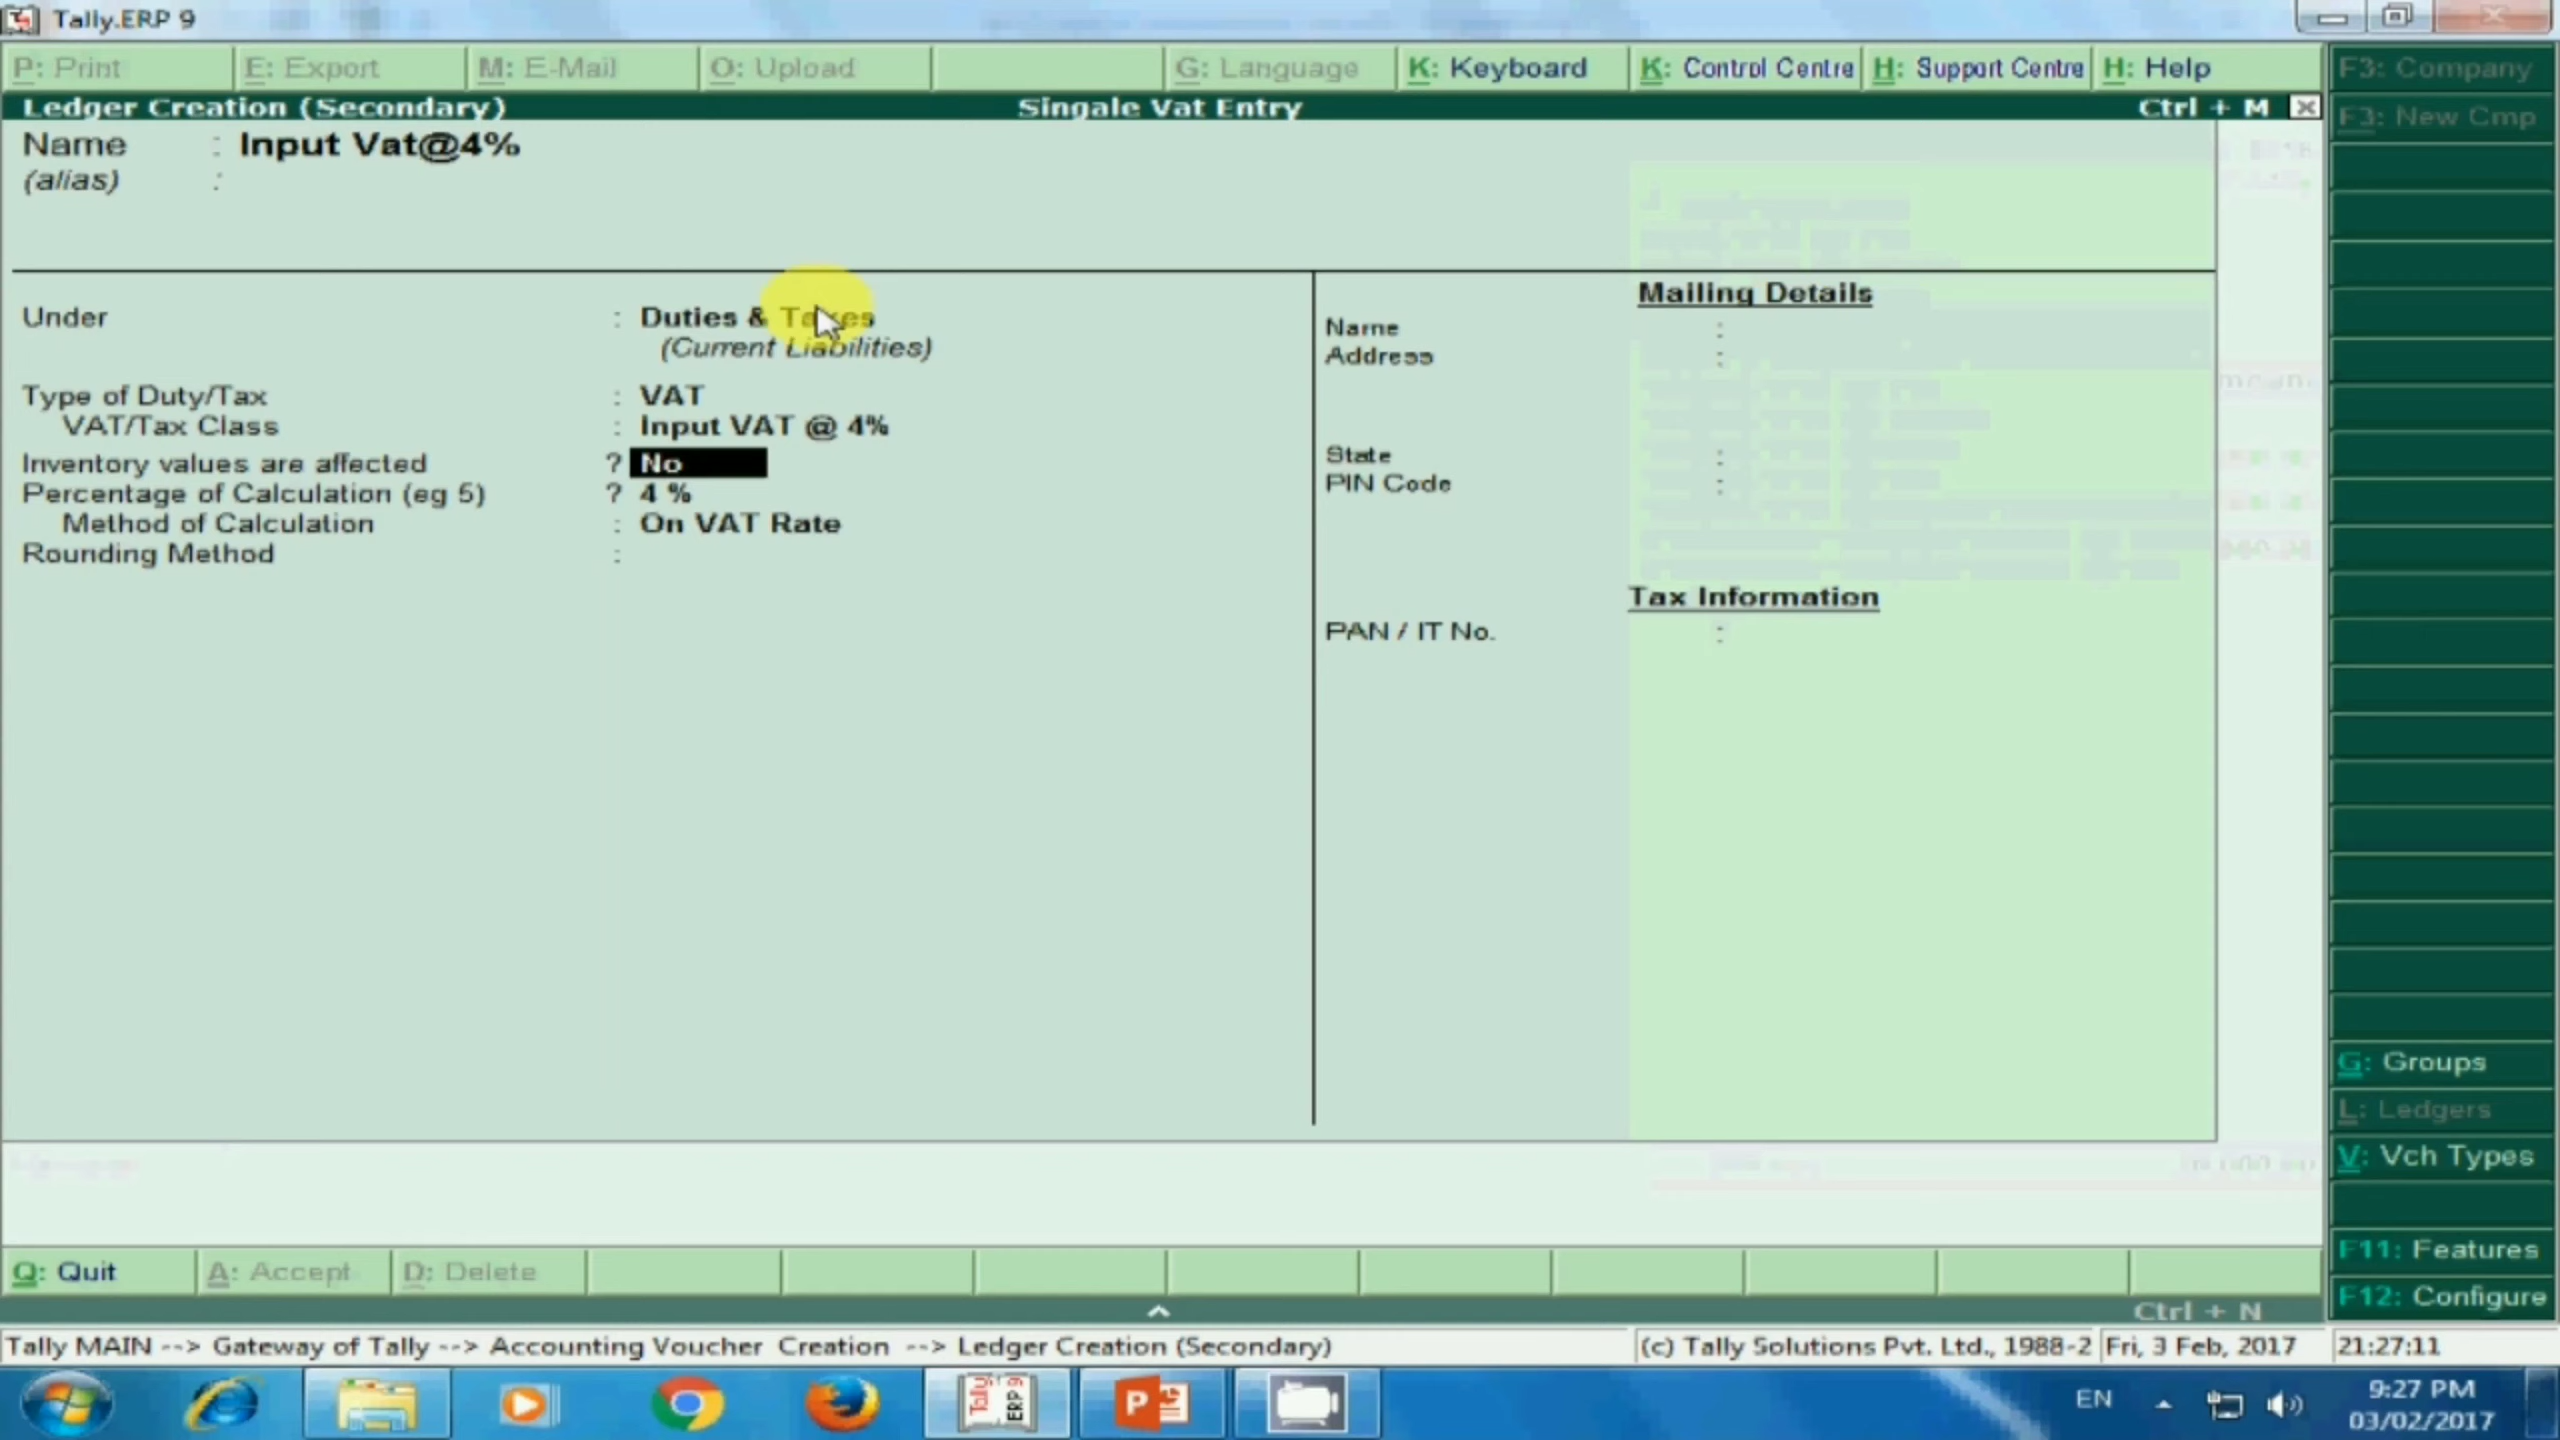 Tally.ERP 9
P: Print E: Export M: E-Mail O: Upload G: Language K: Keyboard K: Control Centre H: Support Centre H: Help F3: Company
Ledger Creation (Secondary) Singale Vat Entry Ctrl + M
F3: New Cmp
Name : Input Vat@4%
(alias) :
Under : Duties & Taxes
(Current Liabilities)
Type of Duty/Tax : VAT
VAT/Tax Class : Input VAT @ 4%
Inventory values are affected ? No
Percentage of Calculation (eg 5) ? 4 %
Method of Calculation : On VAT Rate
Rounding Method :
Mailing Details
Name :
Address :
State :
PIN Code :
Tax Information
PAN / IT No. :
G: Groups
L: Ledgers
V: Vch Types
F11: Features
F12: Configure
Q: Quit A: Accept D: Delete
Ctrl + N
Tally MAIN --> Gateway of Tally --> Accounting Voucher Creation --> Ledger Creation (Secondary) (c) Tally Solutions Pvt. Ltd., 1988-2 Fri, 3 Feb, 2017 21:27:11
Tally ERP 9
P
EN
9:27 PM
03/02/2017